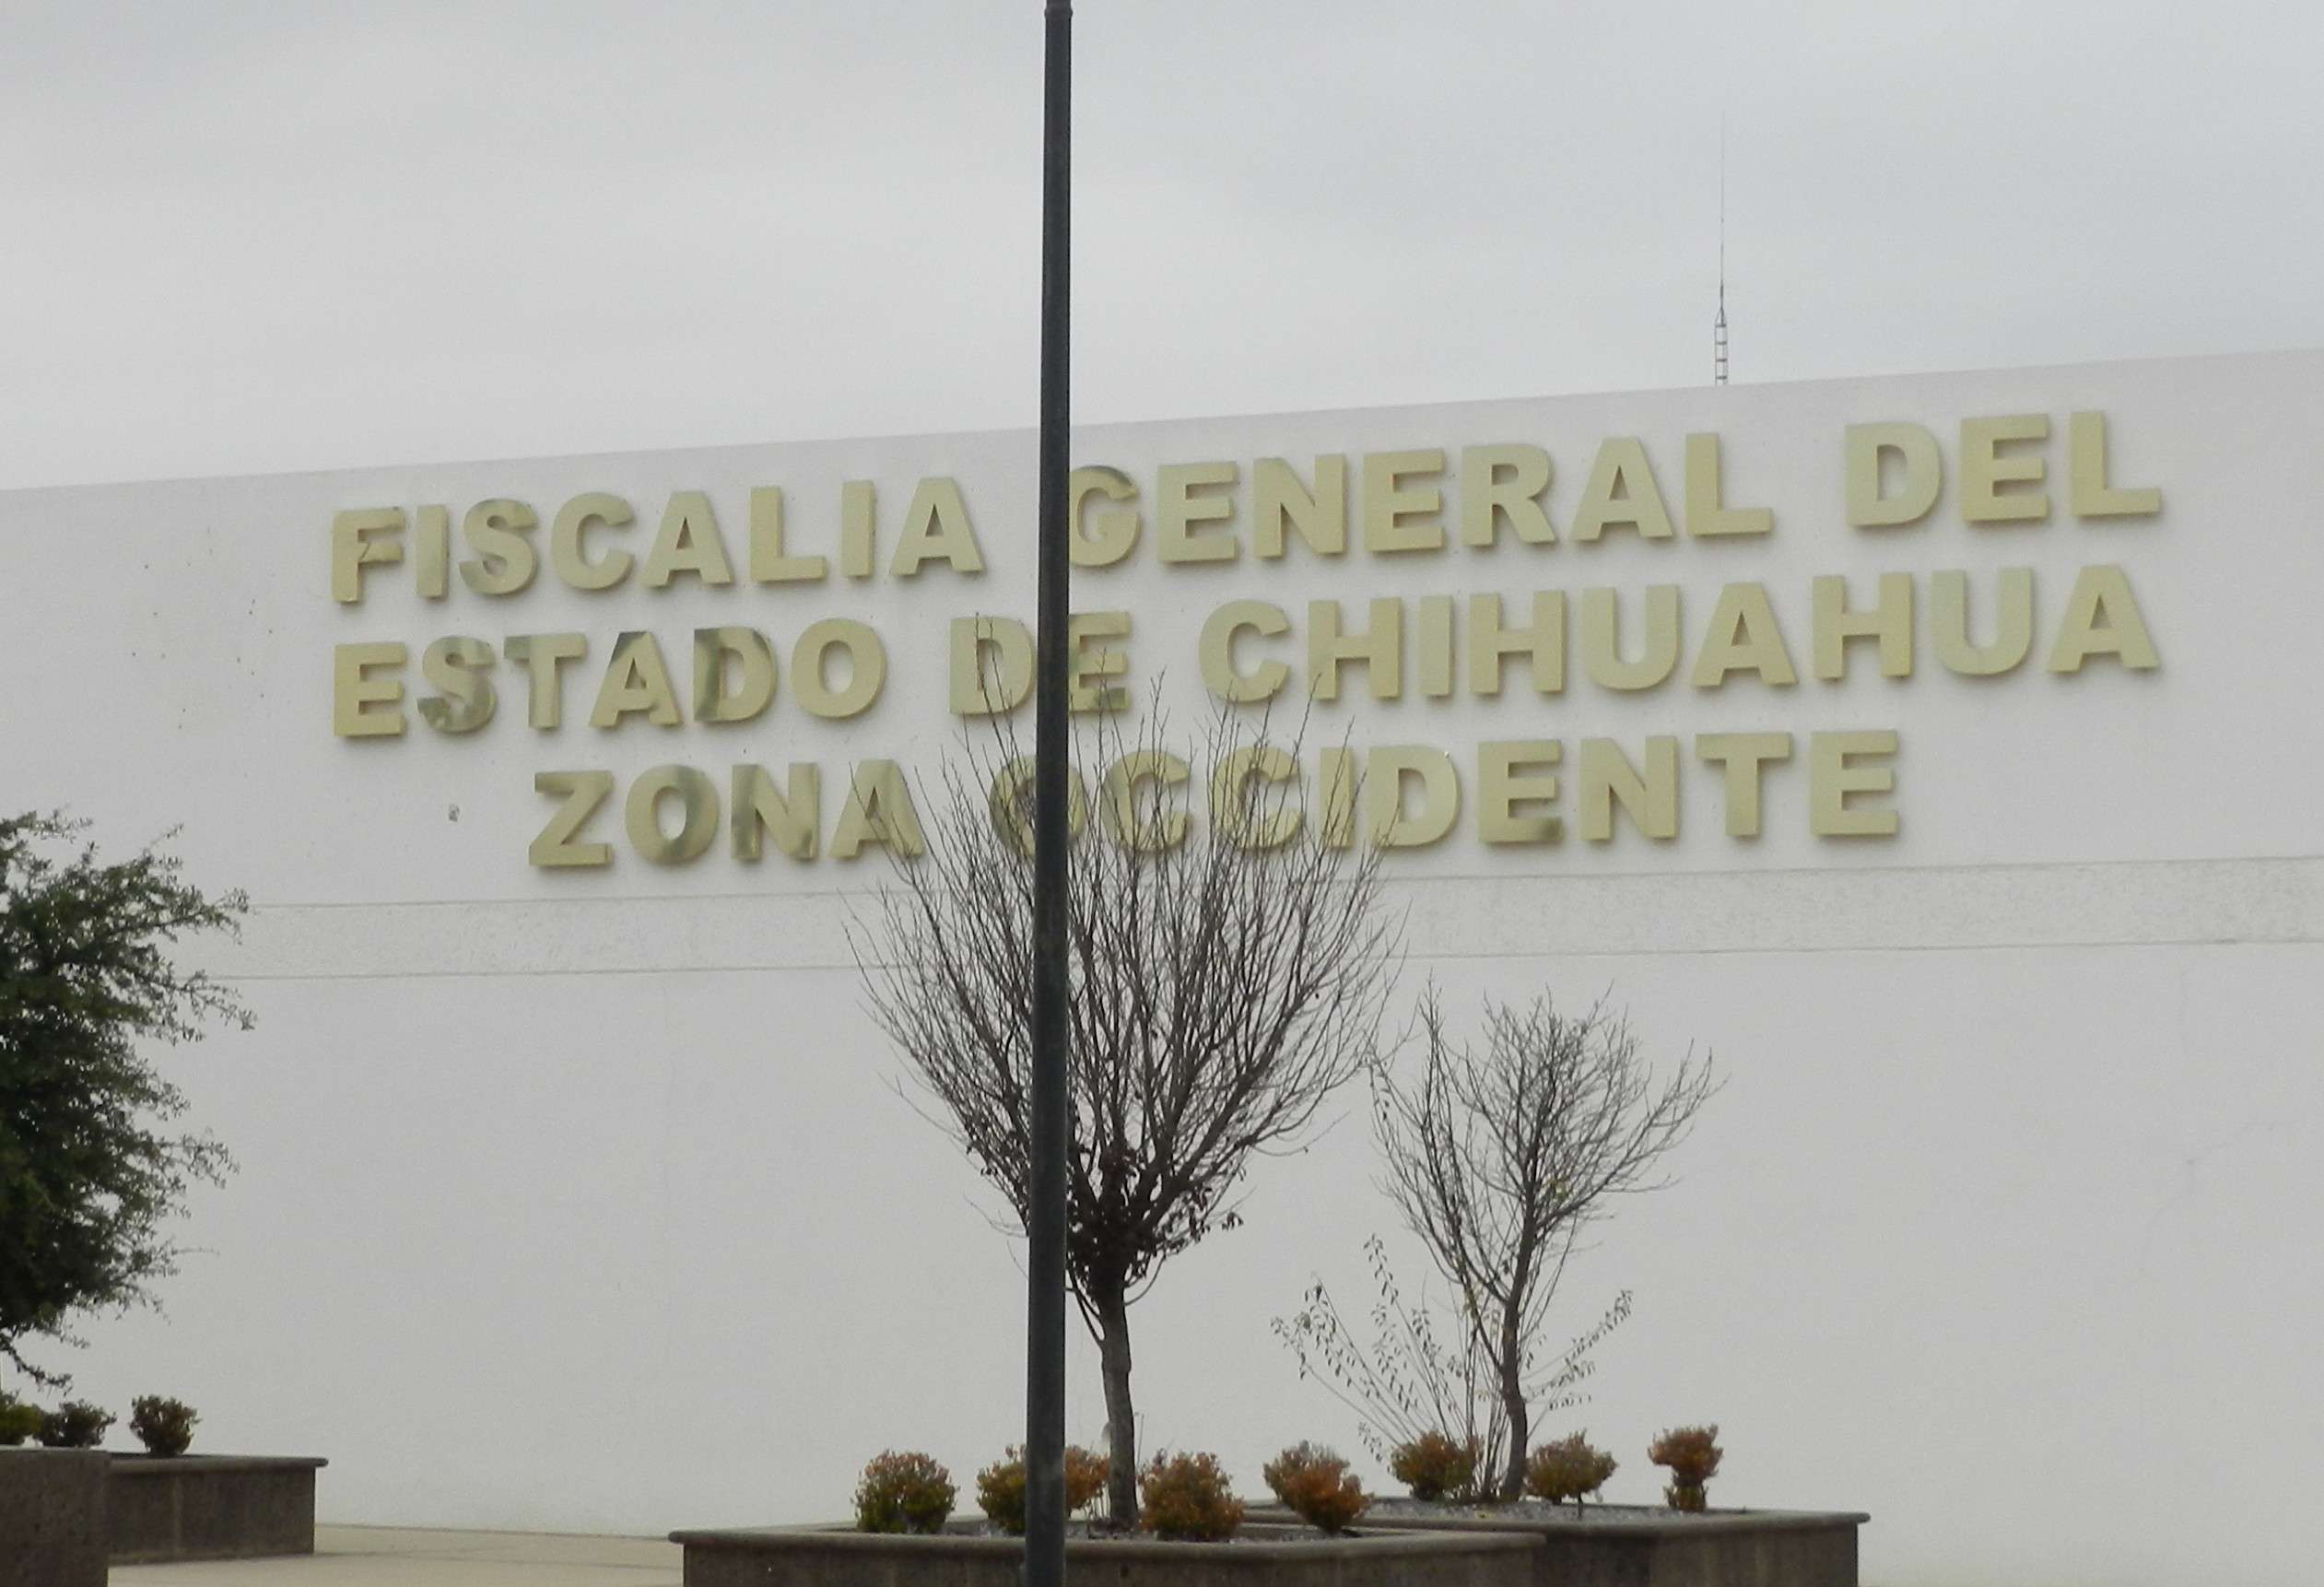 FISCALIA GENERAL DEL
ESTADO DE CHIHUAHUA
ZONA OCCIDENTE